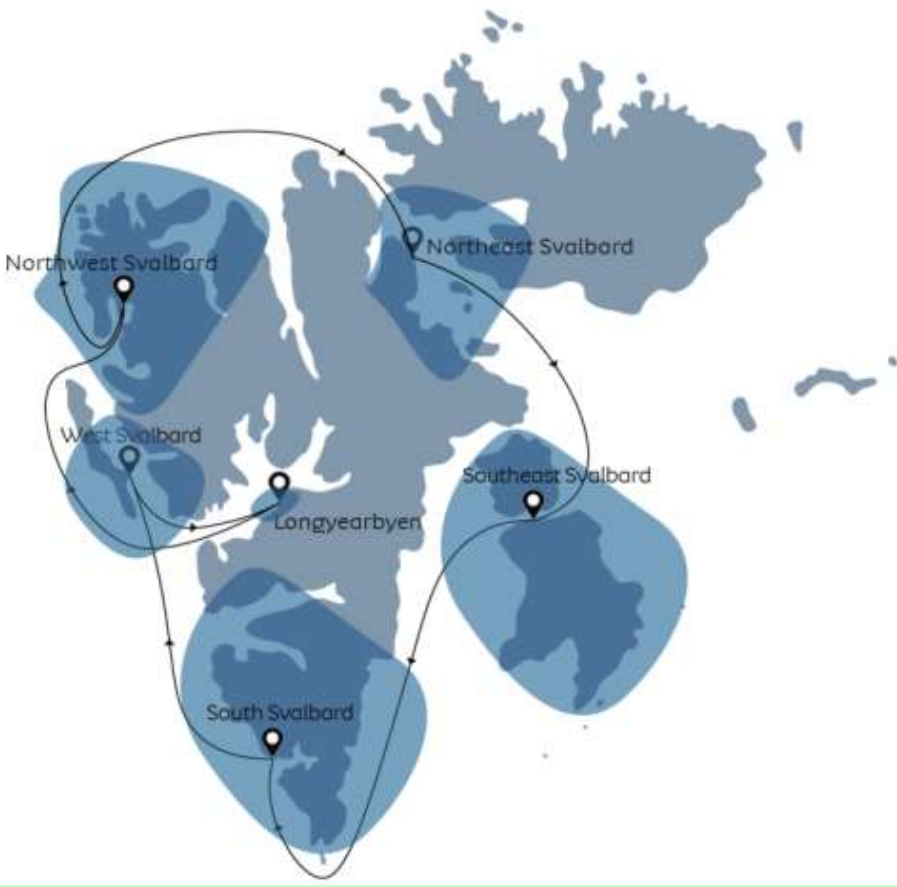 Northeast Svalbard
Northwest Svalbard
West Svalbard
Southeast Svalbard
Longyearbyen
South Svalbard